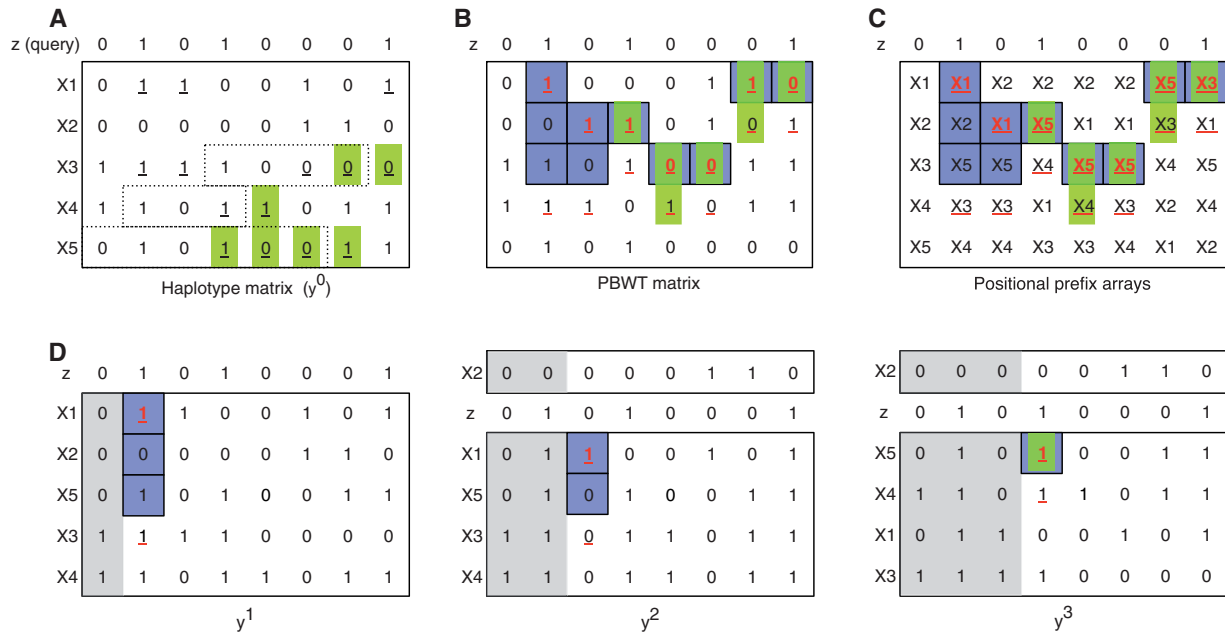 A
z (query) 0 1 0 1 0 0 0 1
X1 0 1 1 0 0 1 0 1
X2 0 0 0 0 0 1 1 0
X3 1 1 1 1 0 0 0 0
X4 1 1 0 1 1 0 1 1
X5 0 1 0 1 0 0 1 1
Haplotype matrix (y⁰)
B
z 0 1 0 1 0 0 0 1
0 1 0 0 0 1 1 0
0 0 1 1 0 1 0 1
1 1 0 1 0 0 1 1
1 1 1 0 1 0 1 1
0 1 0 1 0 0 0 0
PBWT matrix
C
z 0 1 0 1 0 0 0 1
X1 X1 X2 X2 X2 X2 X5 X3
X2 X2 X1 X5 X1 X1 X3 X1
X3 X5 X5 X4 X5 X5 X4 X5
X4 X3 X3 X1 X4 X3 X2 X4
X5 X4 X4 X3 X3 X4 X1 X2
Positional prefix arrays
D
z 0 1 0 1 0 0 0 1
X1 0 1 1 0 0 1 0 1
X2 0 0 0 0 0 1 1 0
X5 0 1 0 1 0 0 1 1
X3 1 1 1 1 0 0 0 0
X4 1 1 0 1 1 0 1 1
y¹
X2 0 0 0 0 0 1 1 0
z 0 1 0 1 0 0 0 1
X1 0 1 1 0 0 1 0 1
X5 0 1 0 1 0 0 1 1
X3 1 1 0 1 0 0 0 0
X4 1 1 0 1 1 0 1 1
y²
X2 0 0 0 0 0 1 1 0
z 0 1 0 1 0 0 0 1
X5 0 1 0 1 0 0 1 1
X4 1 1 0 1 1 0 1 1
X1 0 1 1 0 0 1 0 1
X3 1 1 1 1 0 0 0 0
y³